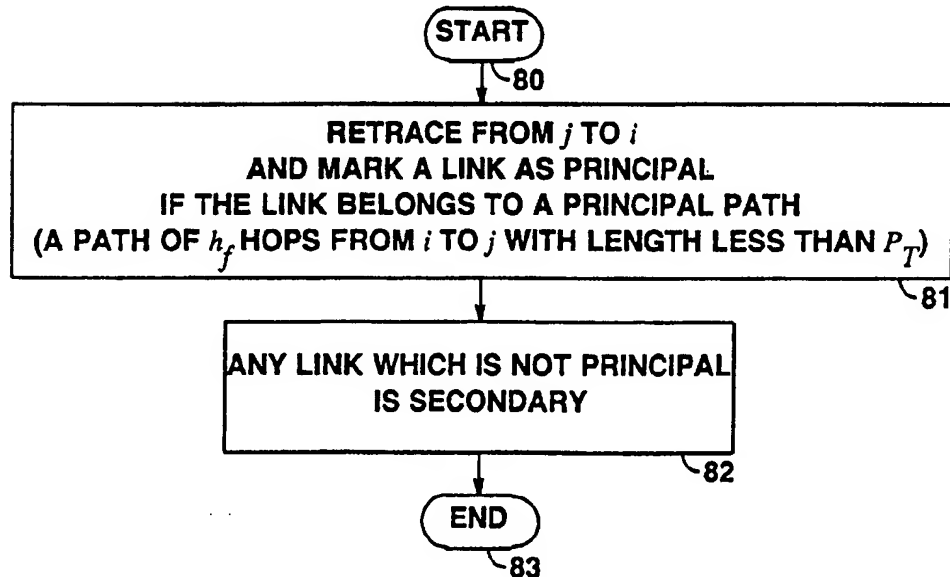 START
80
RETRACE FROM j TO i
AND MARK A LINK AS PRINCIPAL
IF THE LINK BELONGS TO A PRINCIPAL PATH
(A PATH OF h_f HOPS FROM i TO j WITH LENGTH LESS THAN P_T)
81
ANY LINK WHICH IS NOT PRINCIPAL
IS SECONDARY
82
END
83